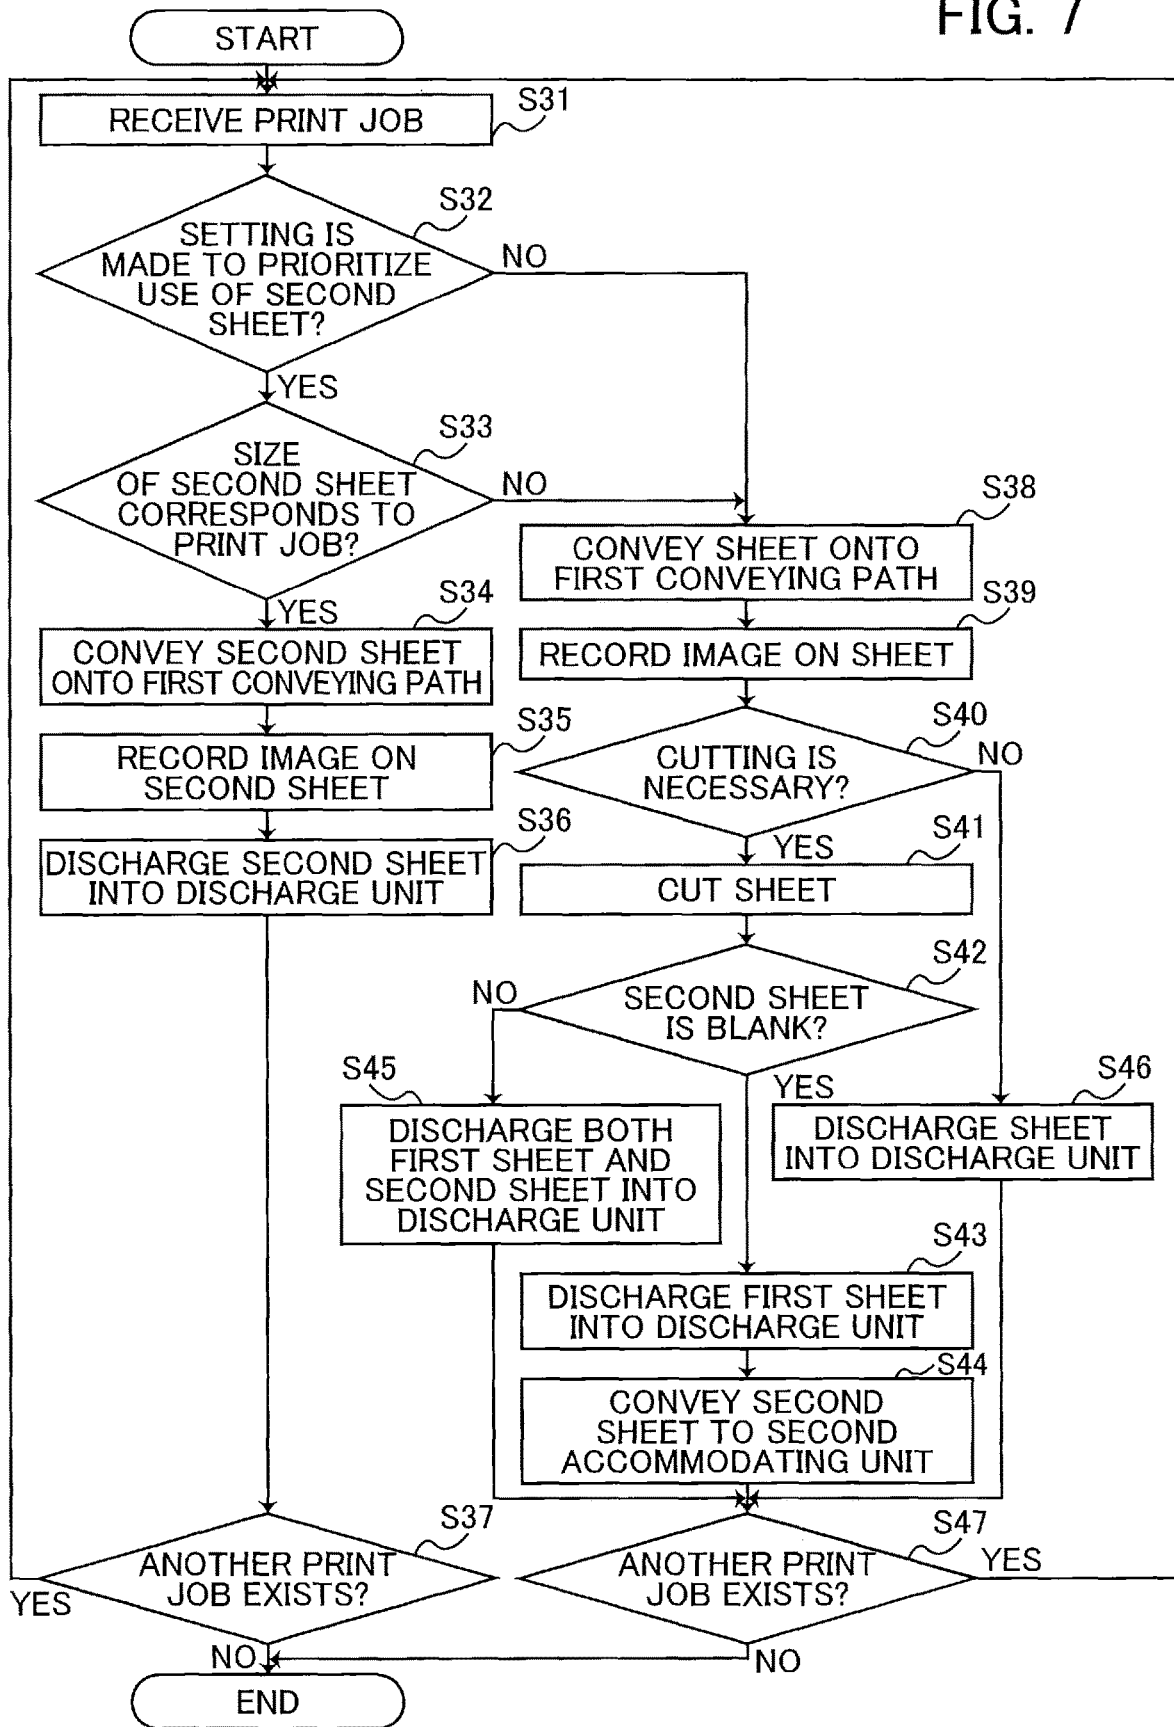 FIG. 7
START
S31
RECEIVE PRINT JOB
S32
SETTING IS
MADE TO PRIORITIZE
USE OF SECOND
SHEET?
NO
YES
S33
SIZE
OF SECOND SHEET
CORRESPONDS TO
PRINT JOB?
NO
YES
S34
CONVEY SECOND SHEET
ONTO FIRST CONVEYING PATH
S35
RECORD IMAGE ON
SECOND SHEET
S36
DISCHARGE SECOND SHEET
INTO DISCHARGE UNIT
S38
CONVEY SHEET ONTO
FIRST CONVEYING PATH
S39
RECORD IMAGE ON SHEET
S40
CUTTING IS
NECESSARY?
NO
YES
S41
CUT SHEET
S42
SECOND SHEET
IS BLANK?
NO
YES
S45
DISCHARGE BOTH
FIRST SHEET AND
SECOND SHEET INTO
DISCHARGE UNIT
S46
DISCHARGE SHEET
INTO DISCHARGE UNIT
S43
DISCHARGE FIRST SHEET
INTO DISCHARGE UNIT
S44
CONVEY SECOND
SHEET TO SECOND
ACCOMMODATING UNIT
S37
ANOTHER PRINT
JOB EXISTS?
YES
NO
S47
ANOTHER PRINT
JOB EXISTS?
YES
NO
END